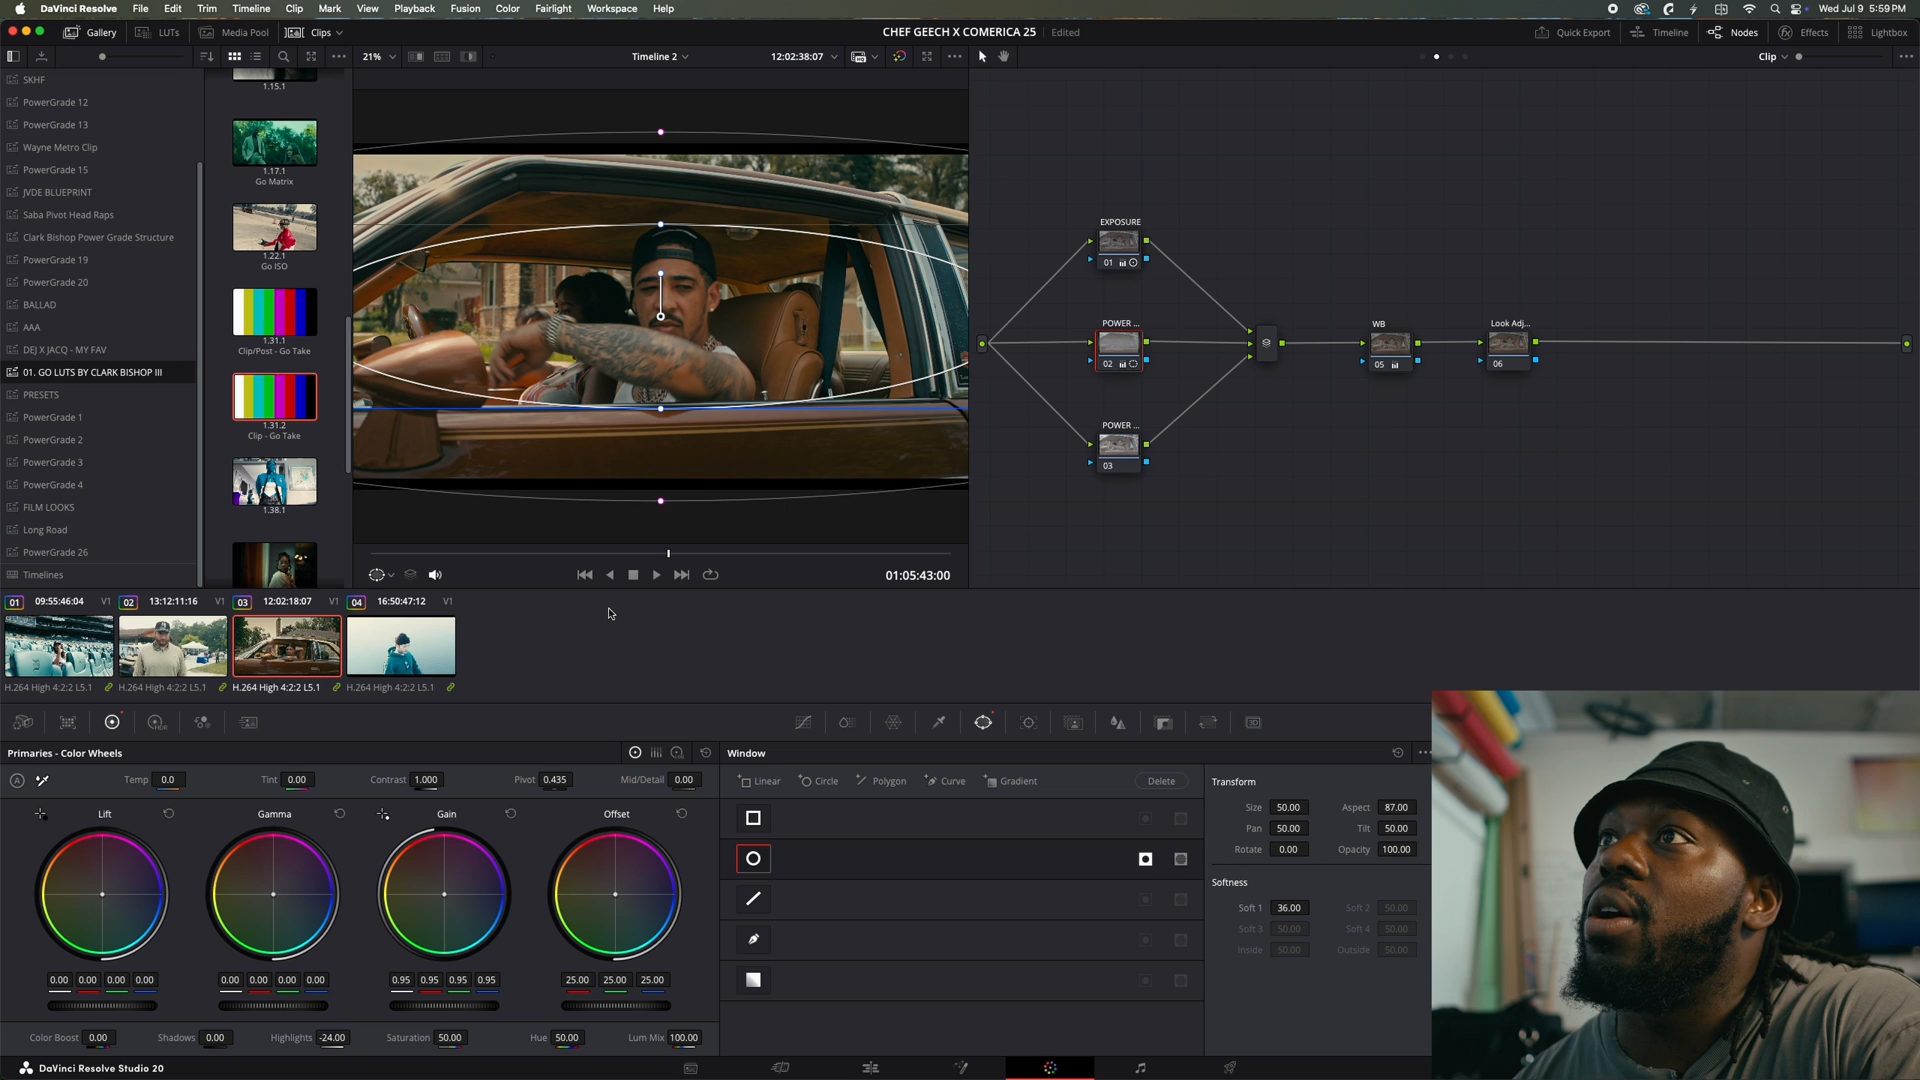 DaVinci Resolve File Edit Trim Timeline Clip Mark View Playback Fusion Color Fairlight Workspace Help Wed Jul 9 5:59 PM
Gallery LUTs Media Pool Clips CHEF GEECH X COMERICA 25 Edited Quick Export Timeline Nodes Effects Lightbox
21% Timeline 2 12:02:38:07 Clip
SKHF
PowerGrade 12
PowerGrade 13
Wayne Metro Clip
PowerGrade 15
JVDE BLUEPRINT
Saba Pivot Head Raps
Clark Bishop Power Grade Structure
PowerGrade 19
PowerGrade 20
BALLAD
AAA
DEJ X JACQ - MY FAV
01. GO LUTS BY CLARK BISHOP III
PRESETS
PowerGrade 1
PowerGrade 2
PowerGrade 3
PowerGrade 4
FILM LOOKS
Long Road
PowerGrade 26
Timelines
1.15.1
1.17.1
Go Matrix
1.22.1
Go ISO
1.31.1
Clip/Post - Go Take
1.31.2
Clip - Go Take
1.38.1
EXPOSURE
01
POWER ...
02
POWER ...
03
WB
05
Look Adj...
06
01:05:43:00
01 09:55:46:04 V1 02 13:12:11:16 V1 03 12:02:18:07 V1 04 16:50:47:12 V1
H.264 High 4:2:2 L5.1 H.264 High 4:2:2 L5.1 H.264 High 4:2:2 L5.1 H.264 High 4:2:2 L5.1
HDR 3D
Primaries - Color Wheels
A Temp 0.0 Tint 0.00 Contrast 1.000 Pivot 0.435 Mid/Detail 0.00
Lift Gamma Gain Offset
0.00 0.00 0.00 0.00 0.00 0.00 0.00 0.00 0.95 0.95 0.95 0.95 25.00 25.00 25.00
Color Boost 0.00 Shadows 0.00 Highlights -24.00 Saturation 50.00 Hue 50.00 Lum Mix 100.00
Window
Linear Circle Polygon Curve Gradient Delete
Transform
Size 50.00 Aspect 87.00
Pan 50.00 Tilt 50.00
Rotate 0.00 Opacity 100.00
Softness
Soft 1 36.00 Soft 2 50.00
Soft 3 50.00 Soft 4 50.00
Inside 50.00 Outside 50.00
DaVinci Resolve Studio 20